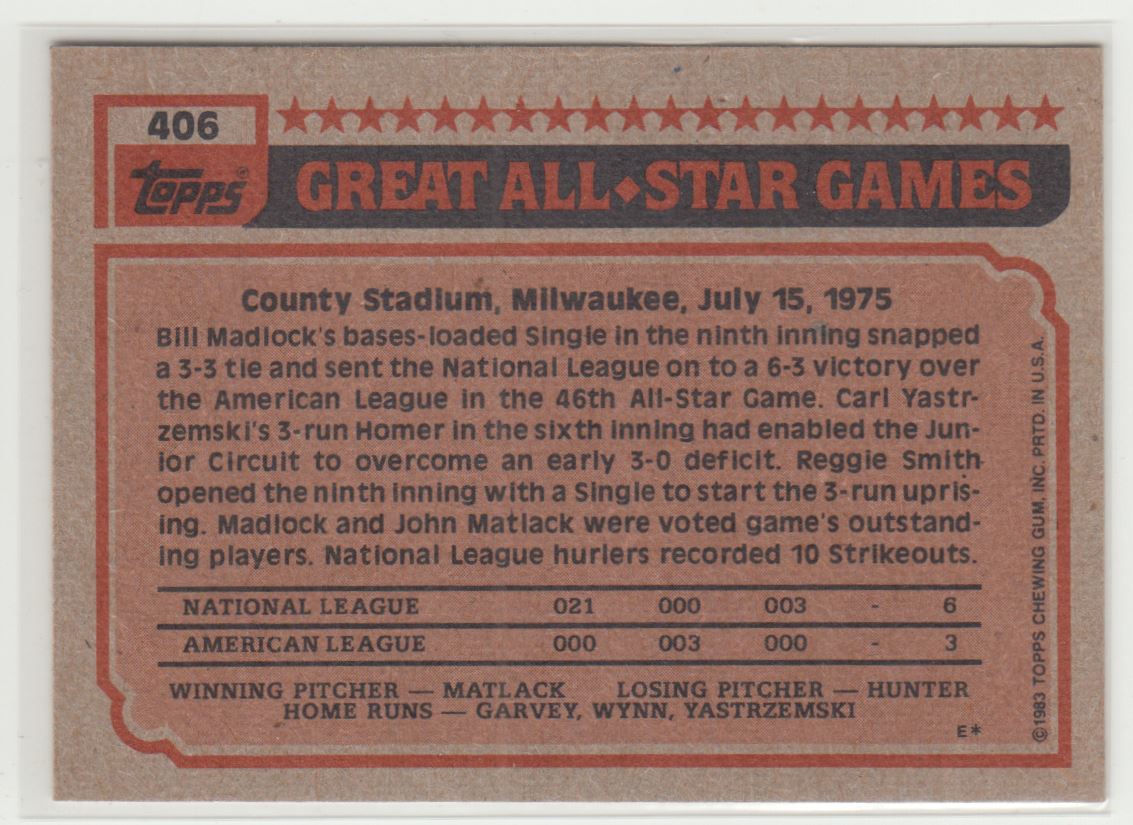 406
topps®
GREAT ALL◆STAR GAMES
County Stadium, Milwaukee, July 15, 1975
Bill Madlock's bases-loaded Single in the ninth inning snapped
a 3-3 tie and sent the National League on to a 6-3 victory over
the American League in the 46th All-Star Game. Carl Yastr-
zemski's 3-run Homer in the sixth inning had enabled the Jun-
ior Circuit to overcome an early 3-0 deficit. Reggie Smith
opened the ninth inning with a Single to start the 3-run upris-
ing. Madlock and John Matlack were voted game's outstand-
ing players. National League hurlers recorded 10 Strikeouts.
NATIONAL LEAGUE 021 000 003 - 6
AMERICAN LEAGUE 000 003 000 - 3
WINNING PITCHER — MATLACK LOSING PITCHER — HUNTER
HOME RUNS — GARVEY, WYNN, YASTRZEMSKI
E*
©1983 TOPPS CHEWING GUM, INC. PRTD. IN U.S.A.